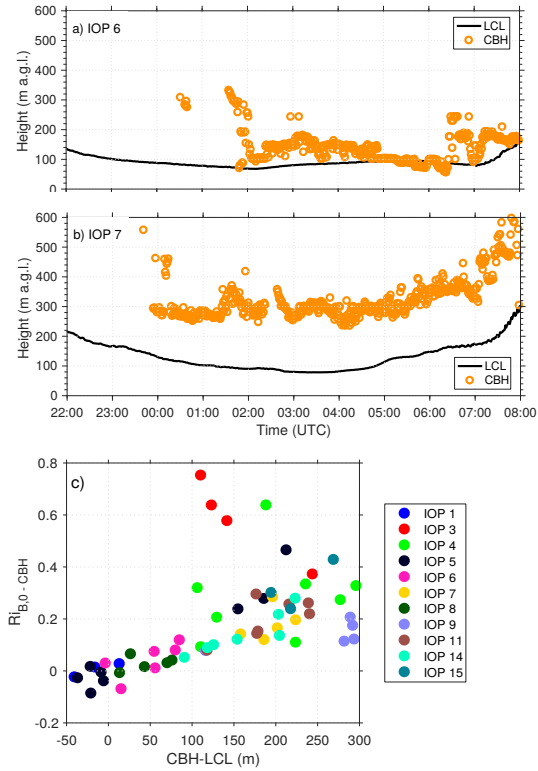 600
500
400
300
200
100
0
Height (m a.g.l.)
a) IOP 6
LCL
CBH
600
500
400
300
200
100
0
Height (m a.g.l.)
b) IOP 7
LCL
CBH
22:00 23:00 00:00 01:00 02:00 03:00 04:00 05:00 06:00 07:00 08:00
Time (UTC)
0.8
0.6
0.4
0.2
0
-0.2
Ri_B,0 - CBH
c)
-50 0 50 100 150 200 250 300
CBH-LCL (m)
IOP 1
IOP 3
IOP 4
IOP 5
IOP 6
IOP 7
IOP 8
IOP 9
IOP 11
IOP 14
IOP 15